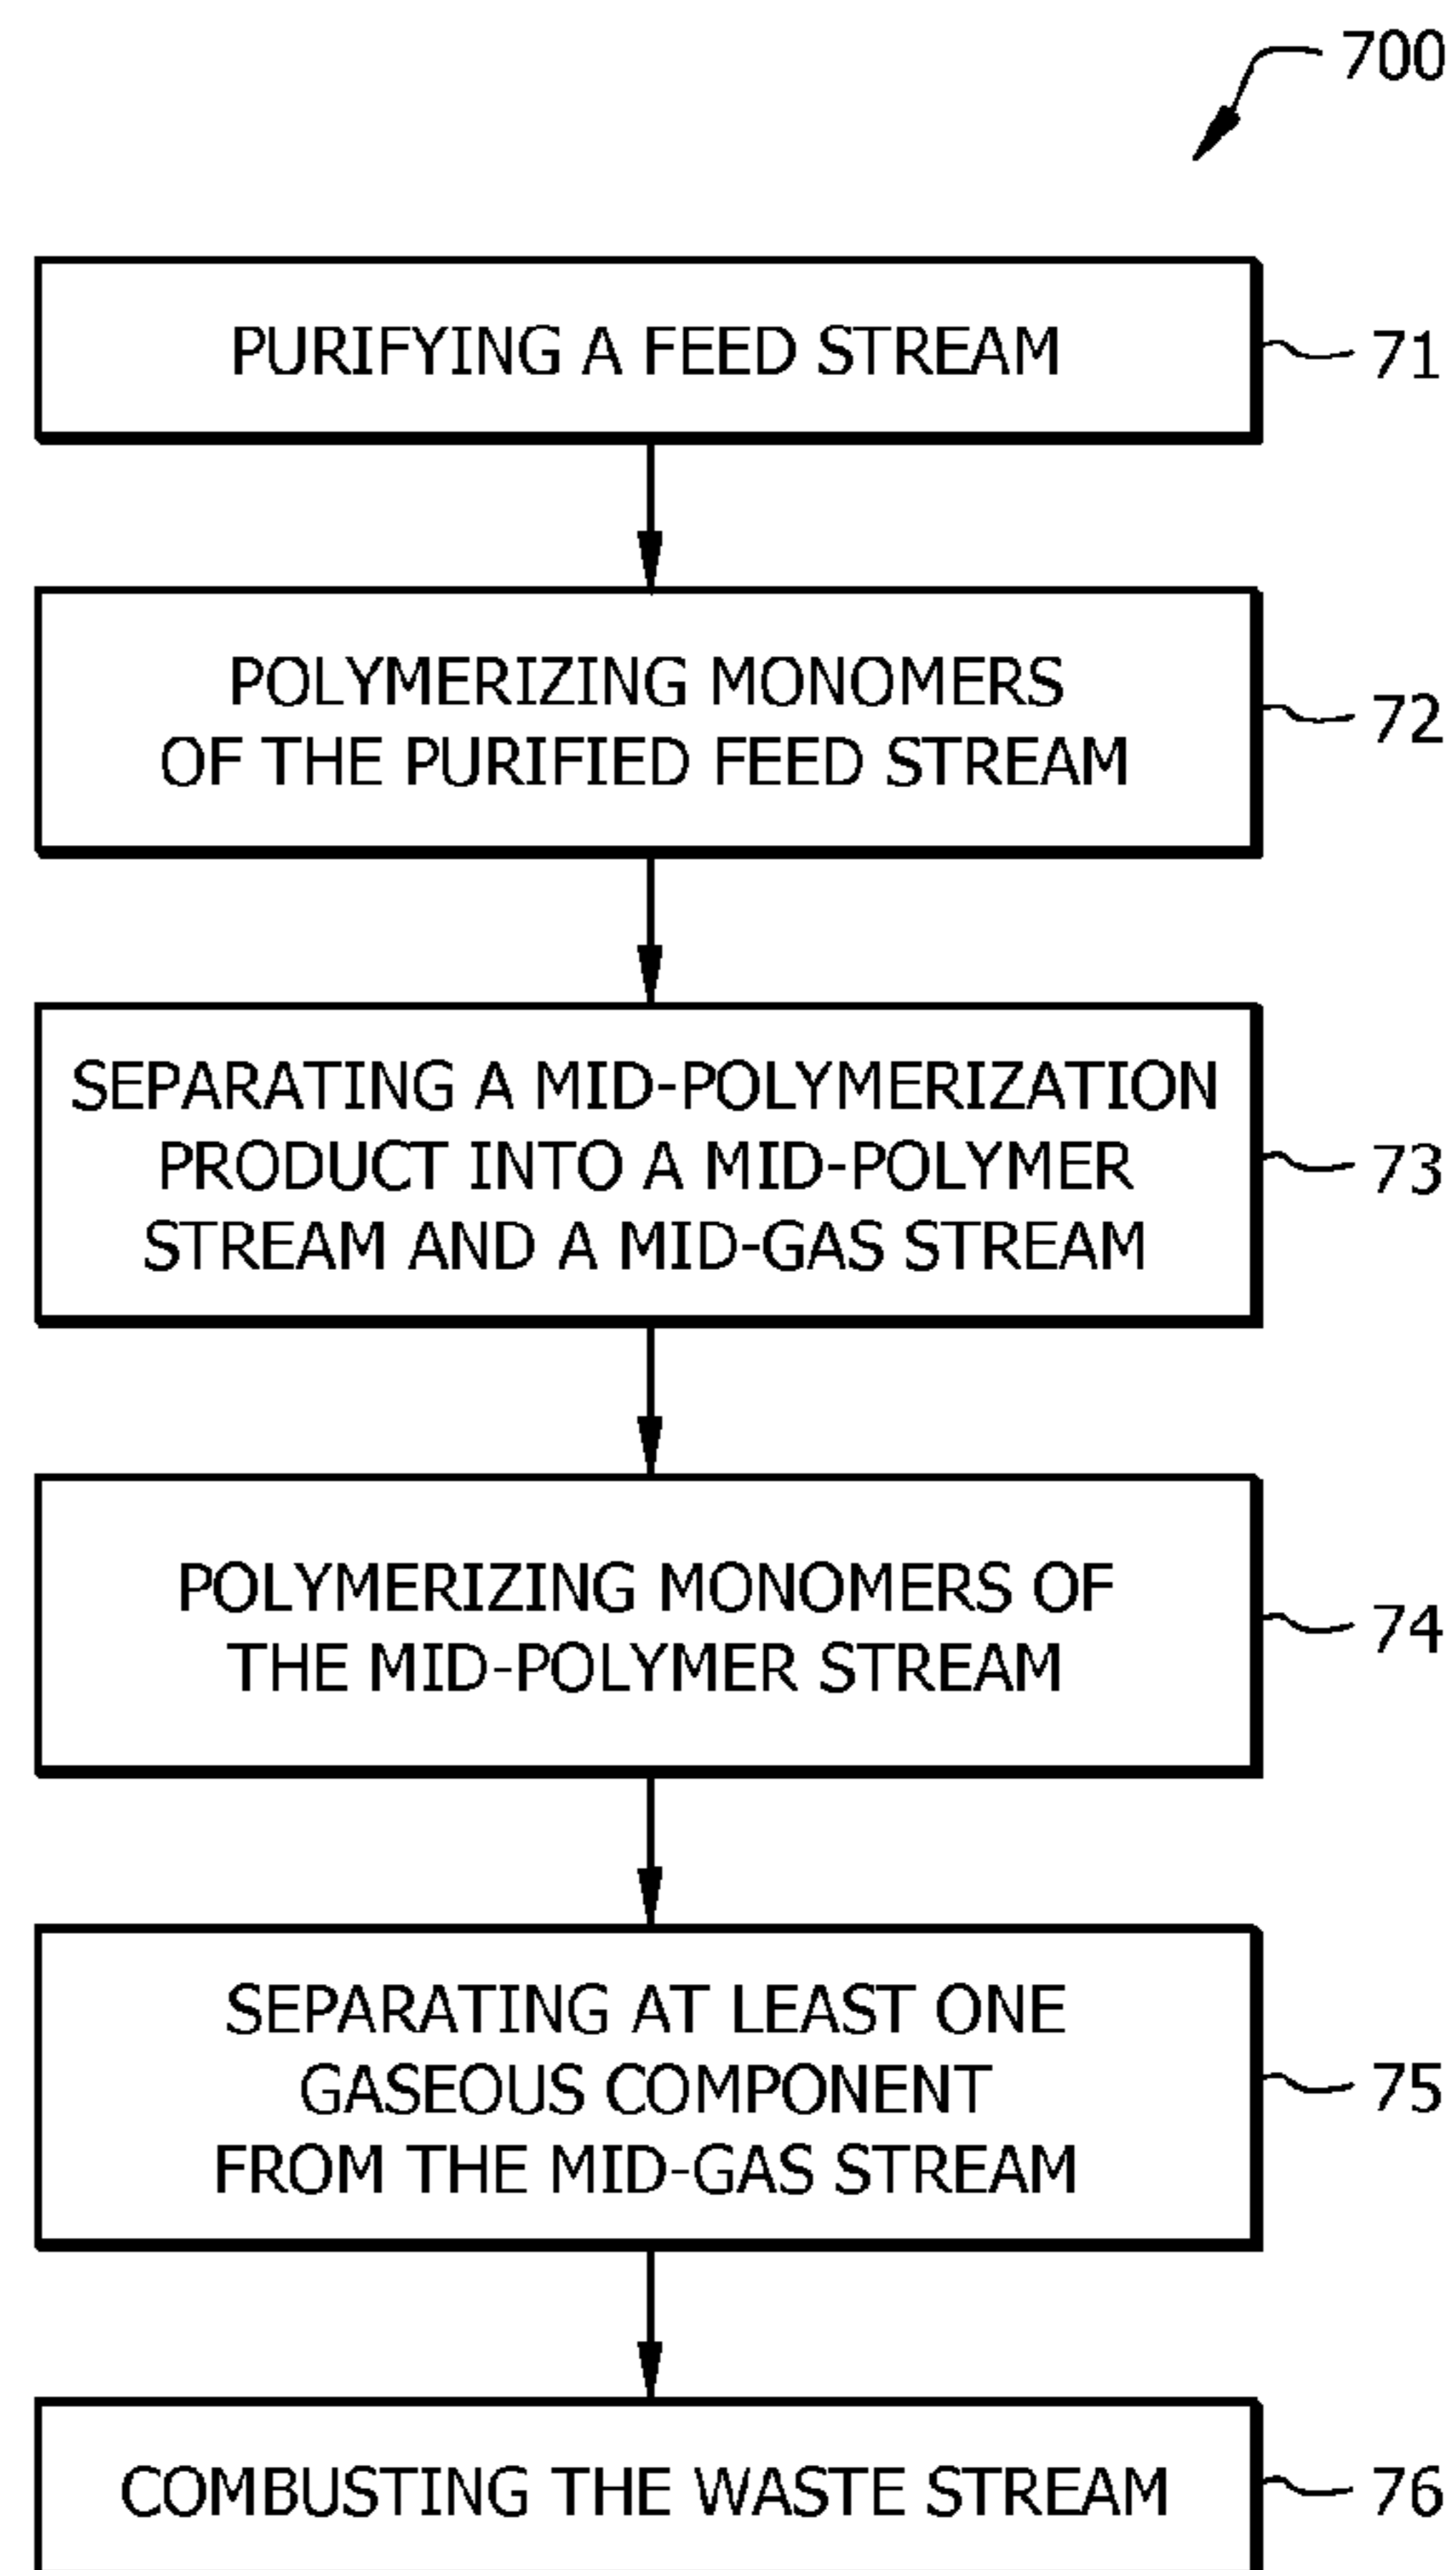 700
PURIFYING A FEED STREAM
71
POLYMERIZING MONOMERS
OF THE PURIFIED FEED STREAM
72
SEPARATING A MID-POLYMERIZATION
PRODUCT INTO A MID-POLYMER
STREAM AND A MID-GAS STREAM
73
POLYMERIZING MONOMERS OF
THE MID-POLYMER STREAM
74
SEPARATING AT LEAST ONE
GASEOUS COMPONENT
FROM THE MID-GAS STREAM
75
COMBUSTING THE WASTE STREAM
76